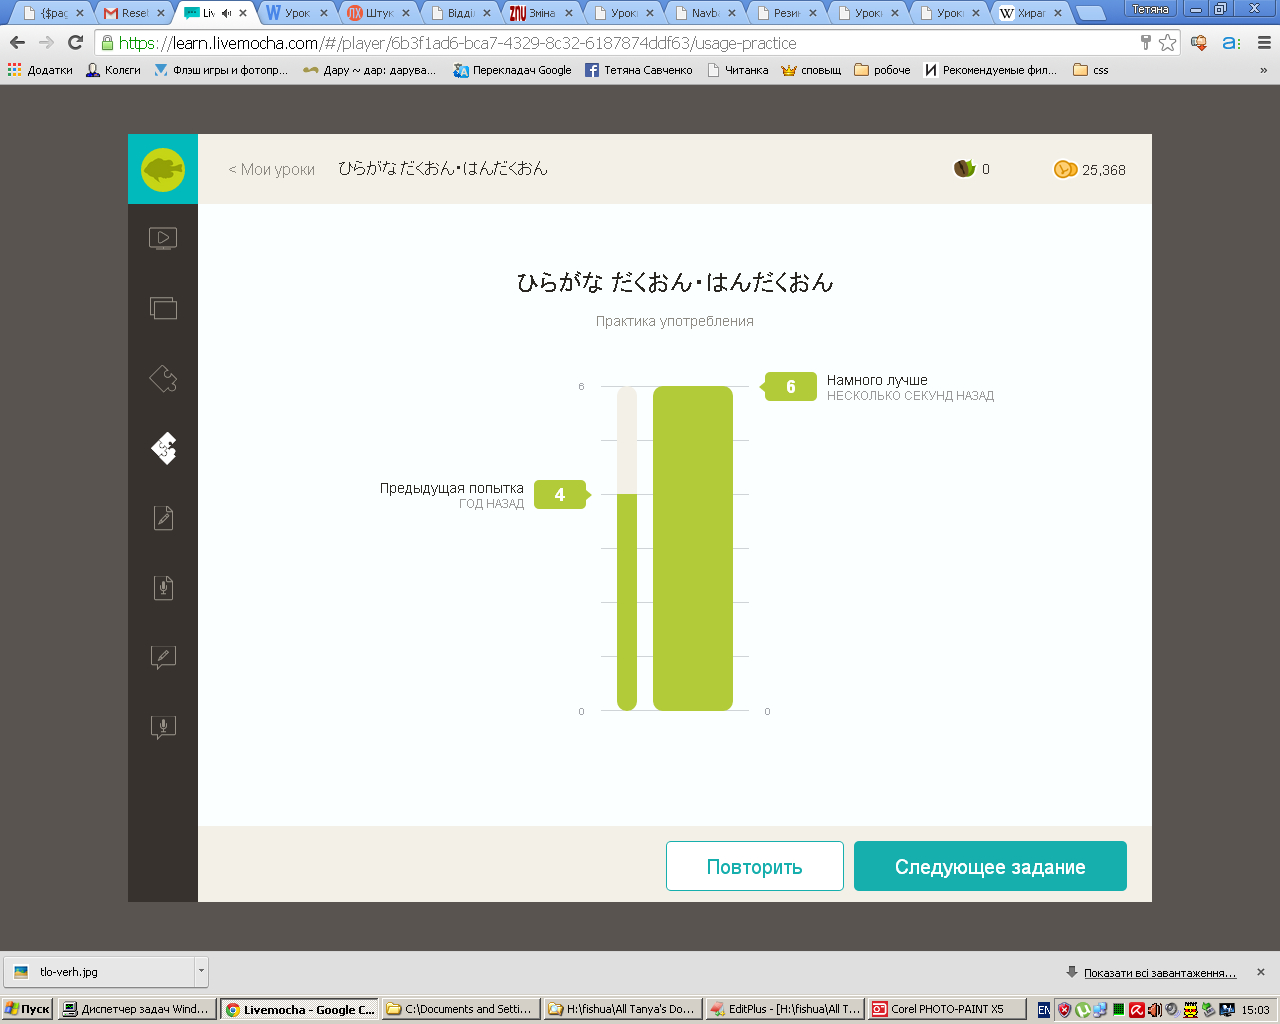 {$pag
Rese
Liv
Урок
Штук
Відді
Зміна
Урок
Navba
Резин
Урок
Урок
Хираг
Тетяна
https://learn.livemocha.com/#/player/6b3f1ad6-bca7-4329-8c32-6187874ddf63/usage-practice
Додатки
Колєги
Флэш игры и фотопр...
Дару ~ дар: дарува...
Перекладач Google
Тетяна Савченко
Читанка
сповыщ
робоче
Рекомендуемые фил...
css
»
< Мои уроки
ひらがな だくおん・はんだくおん
0
25,368
ひらがな だくおん・はんだくおん
Практика употребления
6
6
Намного лучше
НЕСКОЛЬКО СЕКУНД НАЗАД
Предыдущая попытка
ГОД НАЗАД
4
0
0
Повторить
Следующее задание
tlo-verh.jpg
Показати всі завантаження...
Пуск
Диспетчер задач Wind...
Livemocha - Google C...
C:\Documents and Setti...
H:\fishua\All Tanya's Do...
EditPlus - [H:\fishua\All T...
Corel PHOTO-PAINT X5
EN
15:03